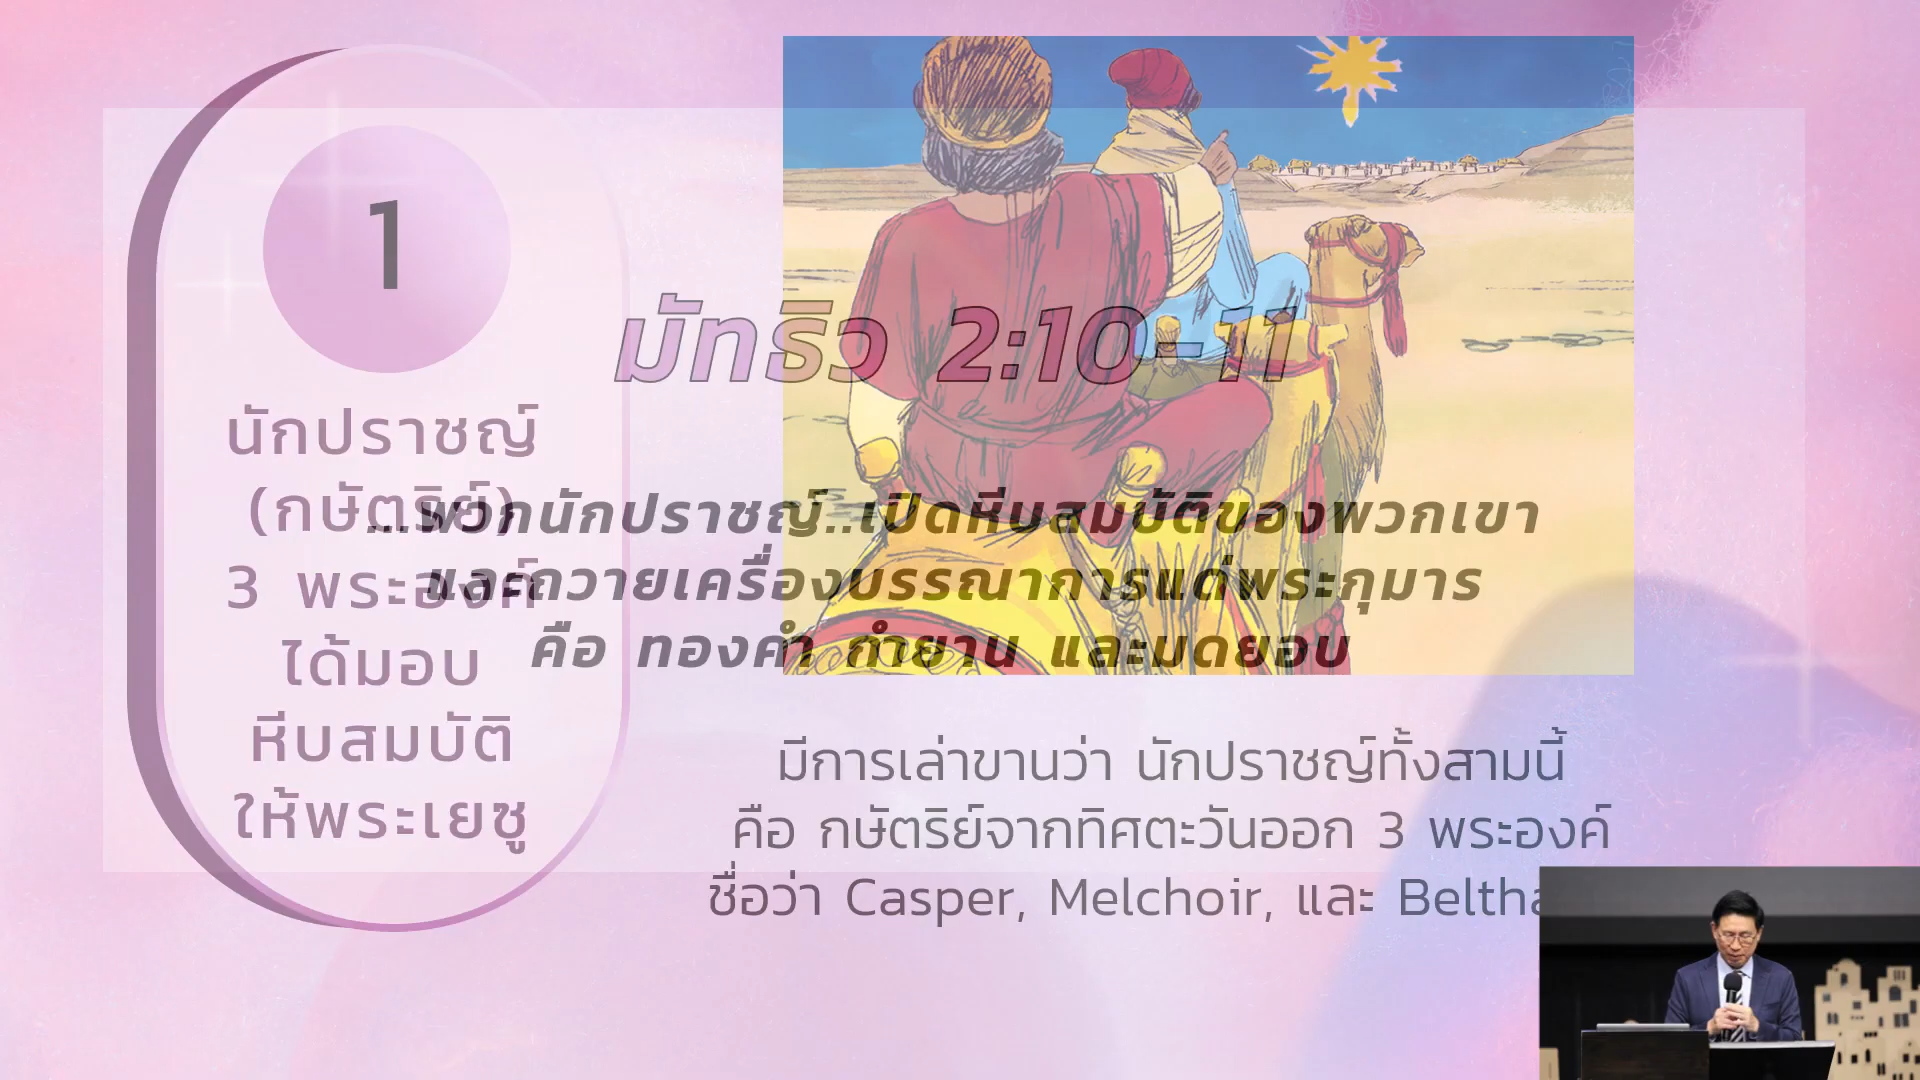 1
นักปราชญ์
(กษัตริย์)
3 พระองค์
ได้มอบ
หีบสมบัติ
ให้พระเยซู
มัทธิว 2:10-11
...พวกนักปราชญ์..เปิดหีบสมบัติของพวกเขา
และถวายเครื่องบรรณาการแด่พระกุมาร
คือ ทองคำ กำยาน และมดยอบ
มีการเล่าขานว่า นักปราชญ์ทั้งสามนี้
คือ กษัตริย์จากทิศตะวันออก 3 พระองค์
ชื่อว่า Casper, Melchoir, และ